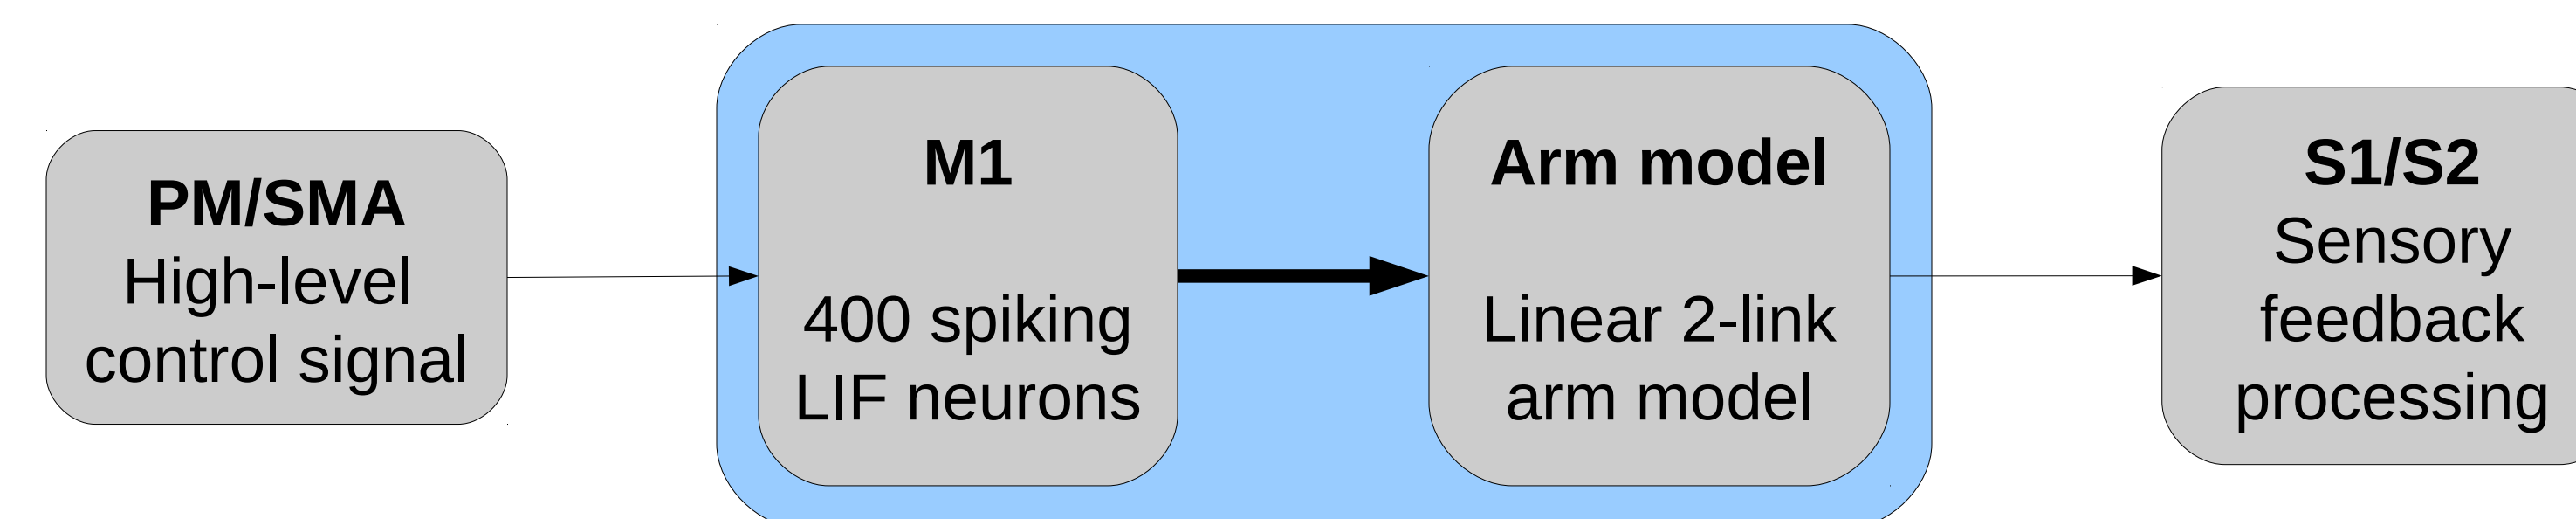 PM/SMA
High-level
control signal
M1
400 spiking
LIF neurons
Arm model
Linear 2-link
arm model
S1/S2
Sensory
feedback
processing